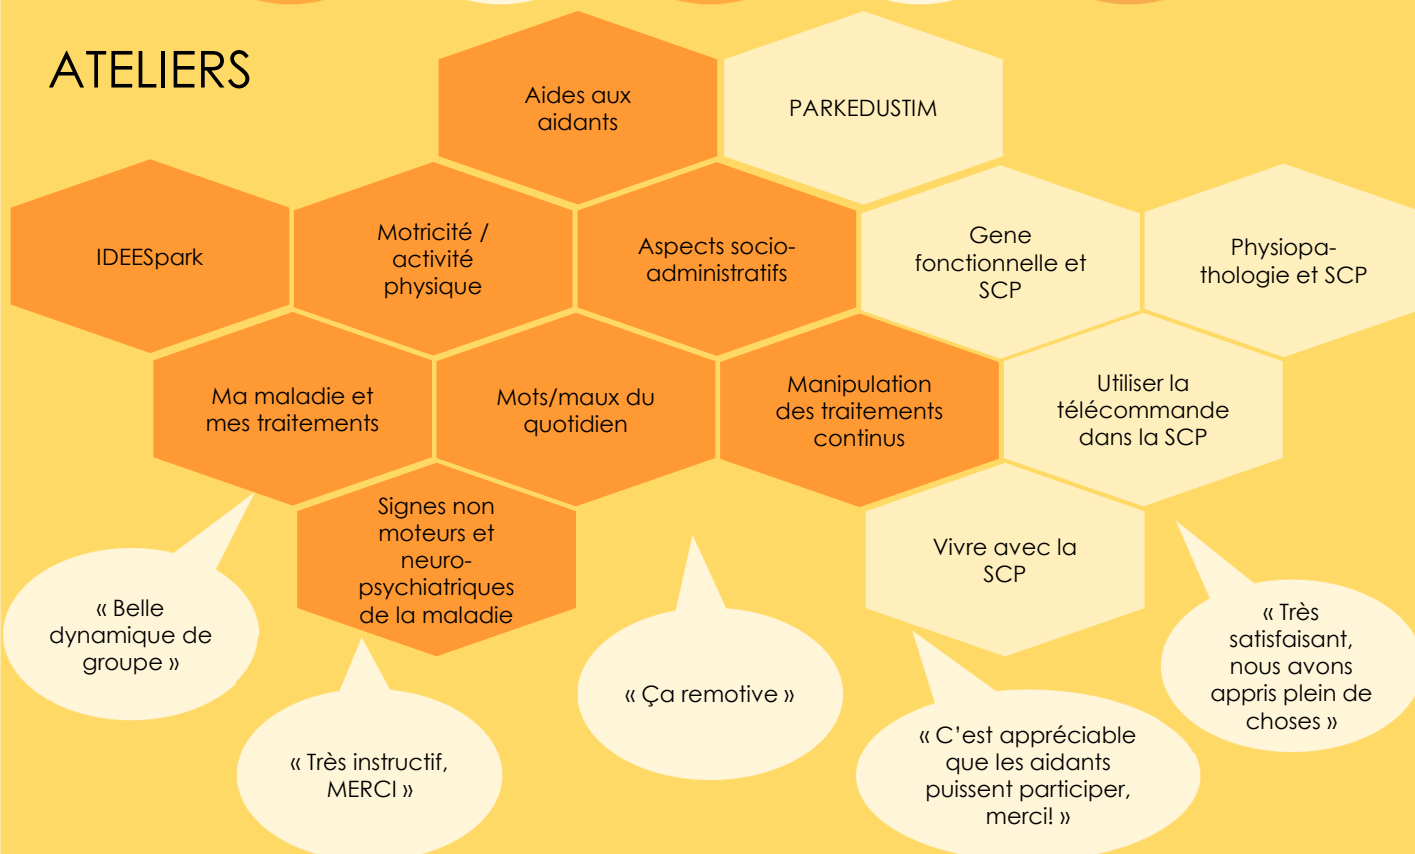 ATELIERS
Aides aux
aidants
PARKEDUSTIM
IDEESpark
Motricité /
activité
physique
Aspects socio-
administratifs
Gene
fonctionnelle et
SCP
Physiopa-
thologie et SCP
Ma maladie et
mes traitements
Mots/maux du
quotidien
Manipulation
des traitements
continus
Utiliser la
télécommande
dans la SCP
Signes non
moteurs et
neuro-
psychiatriques
de la maladie
Vivre avec la
SCP
« Belle
dynamique de
groupe »
« Très instructif,
MERCI »
« Ça remotive »
« C’est appréciable
que les aidants
puissent participer,
merci! »
« Très
satisfaisant,
nous avons
appris plein de
choses »